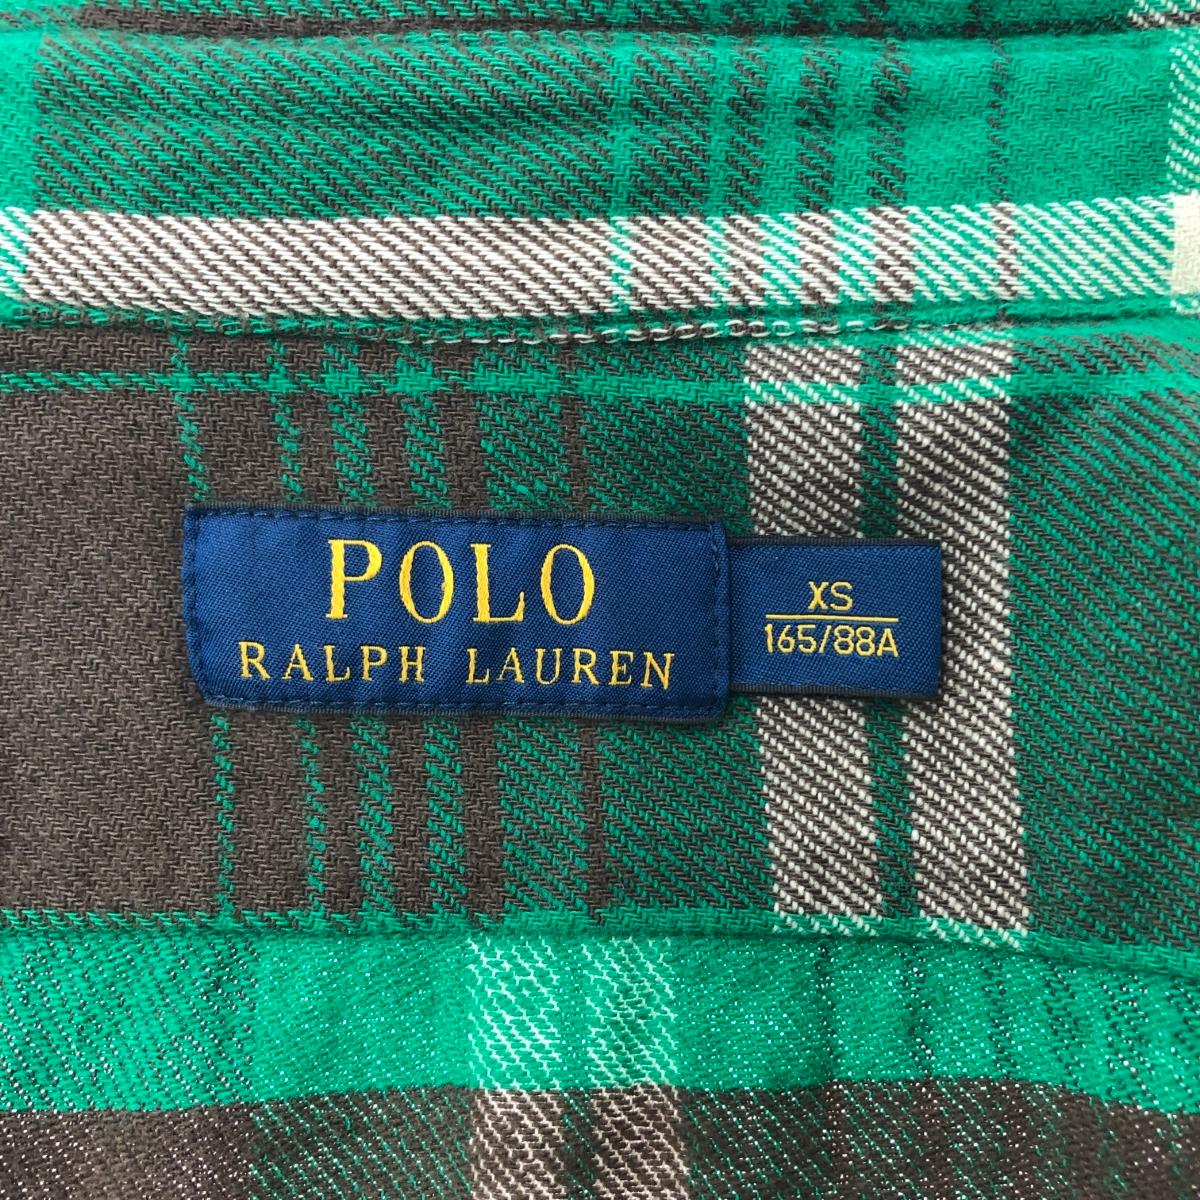 POLO
RALPH LAUREN
XS
165/88A